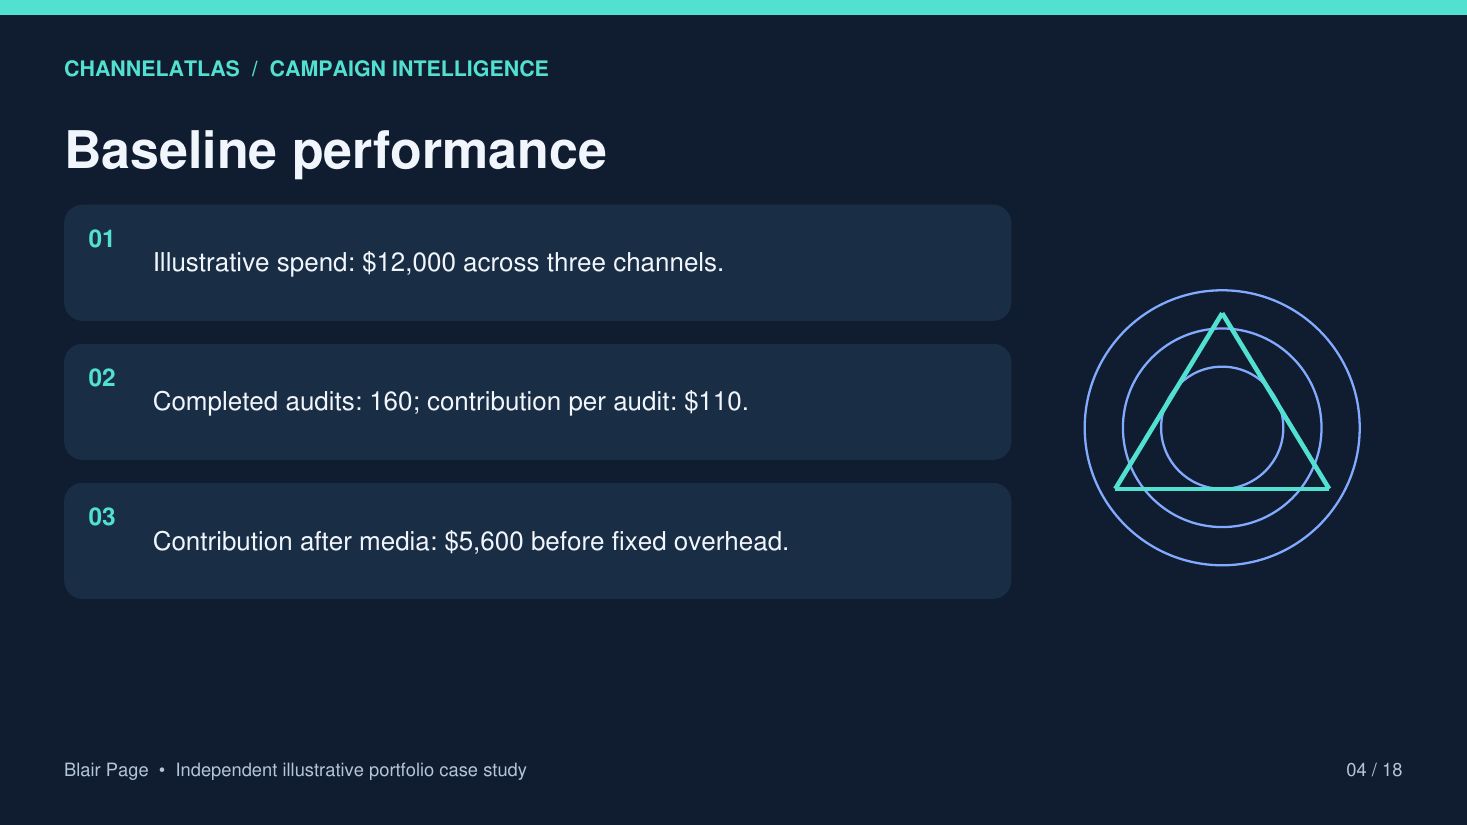 CHANNELATLAS / CAMPAIGN INTELLIGENCE
Baseline performance
01
Illustrative spend: $12,000 across three channels.
02
Completed audits: 160; contribution per audit: $110.
03
Contribution after media: $5,600 before fixed overhead.
Blair Page • Independent illustrative portfolio case study
04 / 18